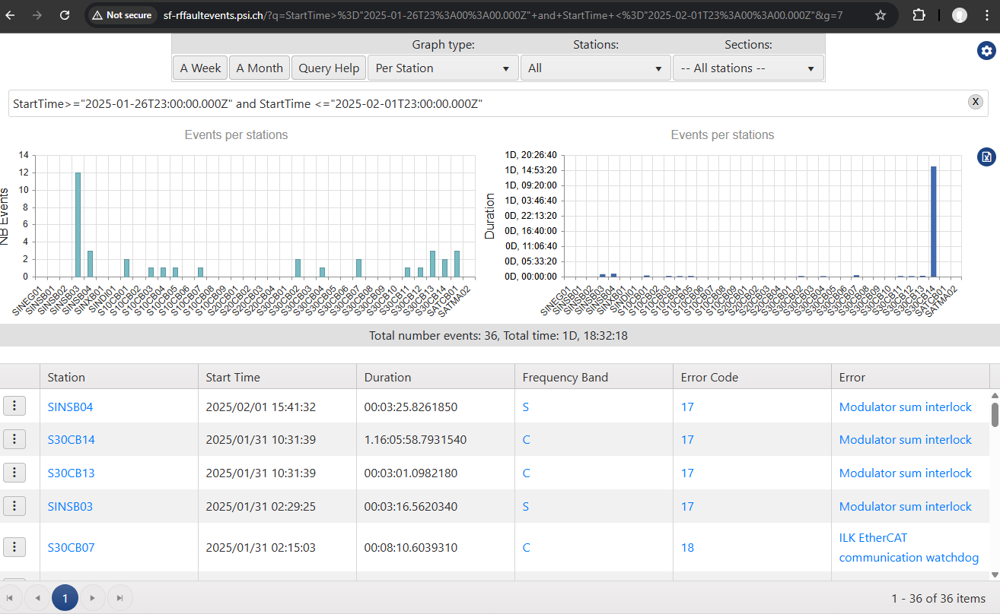 Not secure sf-rffaultevents.psi.ch/?q=StartTime>%3D"2025-01-26T23%3A00%3A00.000Z"+and+StartTime+<%3D"2025-02-01T23%3A00%3A00.000Z"&g=7
Graph type: Stations: Sections:
A Week A Month Query Help Per Station All -- All stations --
StartTime>="2025-01-26T23:00:00.000Z" and StartTime <="2025-02-01T23:00:00.000Z" X
Events per stations
NB Events
14
12
10
8
6
4
2
0
SINEG01 SINSB01 SINSB02 SINSB03 SINSB04 SINXB01 SINDI01 S10CB01 S10CB02 S10CB03 S10CB04 S10CB05 S10CB06 S10CB07 S10CB08 S10CB09 S20CB01 S20CB02 S20CB03 S20CB04 S30CB01 S30CB02 S30CB03 S30CB04 S30CB05 S30CB06 S30CB07 S30CB08 S30CB09 S30CB10 S30CB11 S30CB12 S30CB13 S30CB14 SATCB01 SATMA02
Events per stations
Duration
1D, 20:26:40
1D, 14:53:20
1D, 09:20:00
1D, 03:46:40
0D, 22:13:20
0D, 16:40:00
0D, 11:06:40
0D, 05:33:20
0D, 00:00:00
SINEG01 SINSB01 SINSB02 SINSB03 SINSB04 SINXB01 SINDI01 S10CB01 S10CB02 S10CB03 S10CB04 S10CB05 S10CB06 S10CB07 S10CB08 S10CB09 S20CB01 S20CB02 S20CB03 S20CB04 S30CB01 S30CB02 S30CB03 S30CB04 S30CB05 S30CB06 S30CB07 S30CB08 S30CB09 S30CB10 S30CB11 S30CB12 S30CB13 S30CB14 SATCB01 SATMA02
Total number events: 36, Total time: 1D, 18:32:18
Station Start Time Duration Frequency Band Error Code Error
SINSB04 2025/02/01 15:41:32 00:03:25.8261850 S 17 Modulator sum interlock
S30CB14 2025/01/31 10:31:39 1.16:05:58.7931540 C 17 Modulator sum interlock
S30CB13 2025/01/31 10:31:39 00:03:01.0982180 C 17 Modulator sum interlock
SINSB03 2025/01/31 02:29:25 00:03:16.5620340 S 17 Modulator sum interlock
S30CB07 2025/01/31 02:15:03 00:08:10.6039310 C 18 ILK EtherCAT
communication watchdog
1 1 - 36 of 36 items